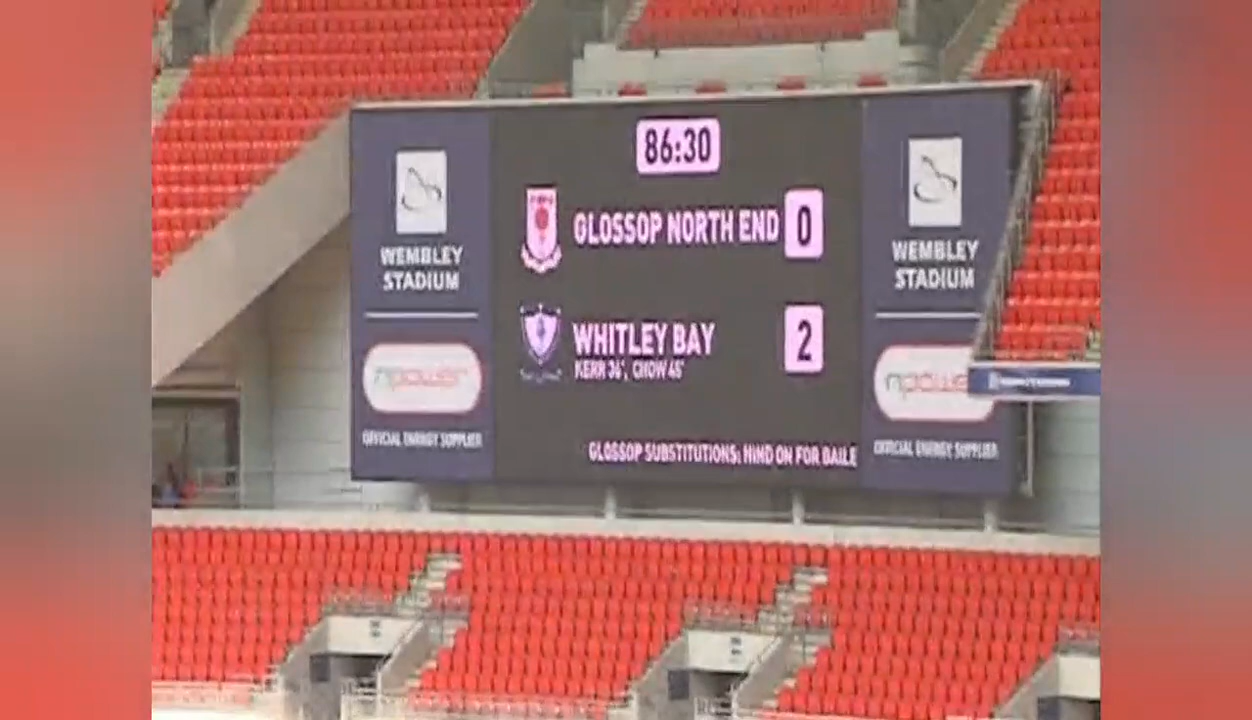 86:30
GLOSSOP NORTH END 0
WHITLEY BAY 2
KERR 36', CHOW 45'
GLOSSOP SUBSTITUTIONS: HIND ON FOR BAILE
WEMBLEY
STADIUM
npower
OFFICIAL ENERGY SUPPLIER
WEMBLEY
STADIUM
npowe
OFFICIAL ENERGY SUPPLIER